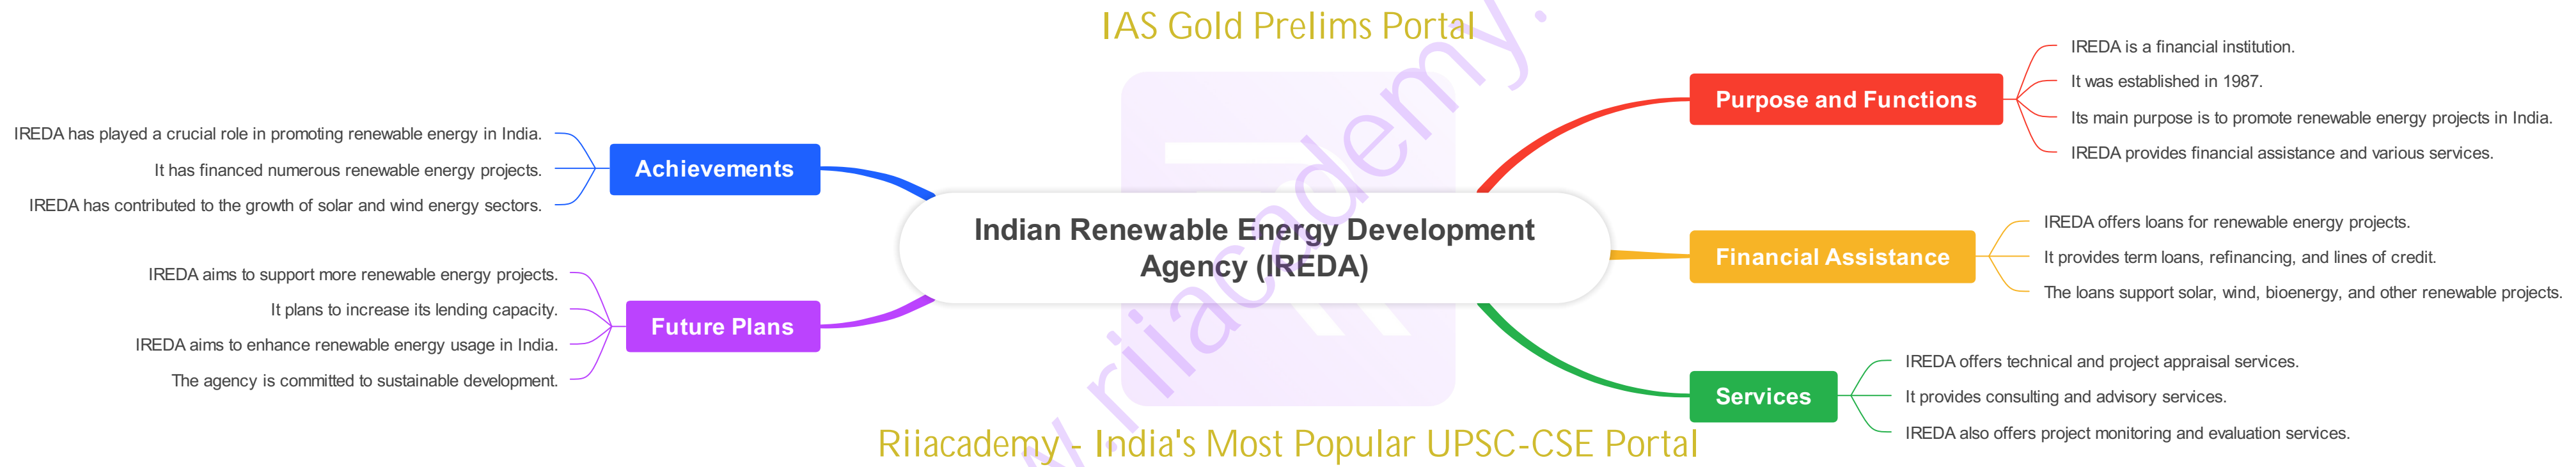 IAS Gold Prelims Portal
Indian Renewable Energy Development
Agency (IREDA)
Purpose and Functions
IREDA is a financial institution.
It was established in 1987.
Its main purpose is to promote renewable energy projects in India.
IREDA provides financial assistance and various services.
Financial Assistance
IREDA offers loans for renewable energy projects.
It provides term loans, refinancing, and lines of credit.
The loans support solar, wind, bioenergy, and other renewable projects.
Services
IREDA offers technical and project appraisal services.
It provides consulting and advisory services.
IREDA also offers project monitoring and evaluation services.
Achievements
IREDA has played a crucial role in promoting renewable energy in India.
It has financed numerous renewable energy projects.
IREDA has contributed to the growth of solar and wind energy sectors.
Future Plans
IREDA aims to support more renewable energy projects.
It plans to increase its lending capacity.
IREDA aims to enhance renewable energy usage in India.
The agency is committed to sustainable development.
Riiacademy - India's Most Popular UPSC-CSE Portal
w.riiacademy.